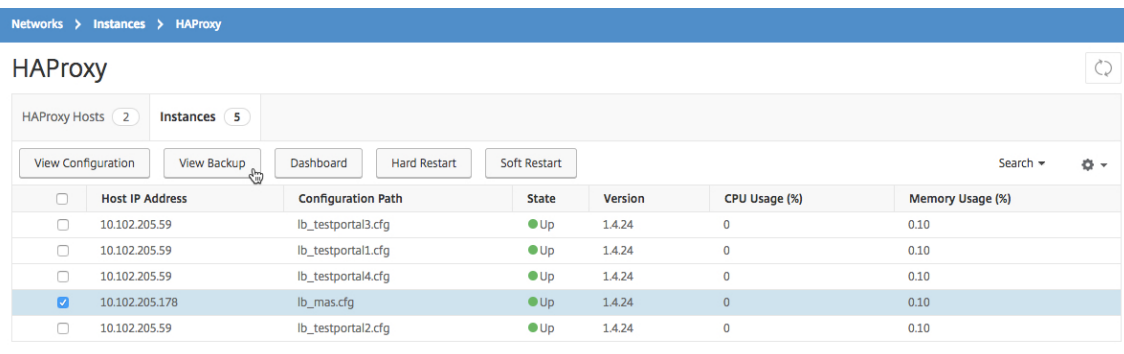 Networks > Instances > HAProxy
HAProxy
HAProxy Hosts 2 Instances 5
View Configuration View Backup Dashboard Hard Restart Soft Restart Search
Host IP Address Configuration Path State Version CPU Usage (%) Memory Usage (%)
10.102.205.59 lb_testportal3.cfg Up 1.4.24 0 0.10
10.102.205.59 lb_testportal1.cfg Up 1.4.24 0 0.10
10.102.205.59 lb_testportal4.cfg Up 1.4.24 0 0.10
10.102.205.178 lb_mas.cfg Up 1.4.24 0 0.10
10.102.205.59 lb_testportal2.cfg Up 1.4.24 0 0.10